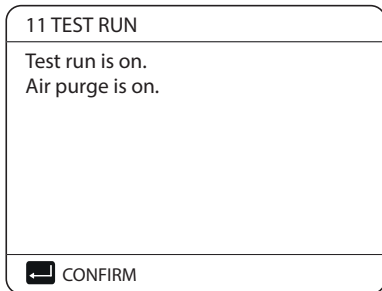 11 TEST RUN
Test run is on.
Air purge is on.
CONFIRM